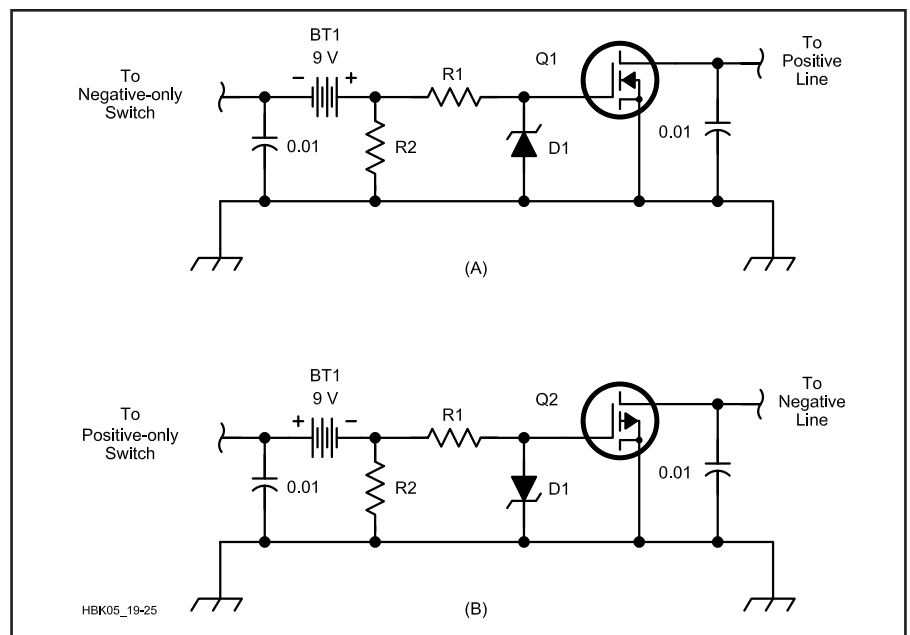 BT1
9 V
To
Negative-only
Switch
− +
R1
Q1
To
Positive
Line
0.01
R2
D1
0.01
(A)
BT1
9 V
To
Positive-only
Switch
+ −
R1
Q2
To
Negative
Line
0.01
R2
D1
0.01
HBK05_19-25
(B)